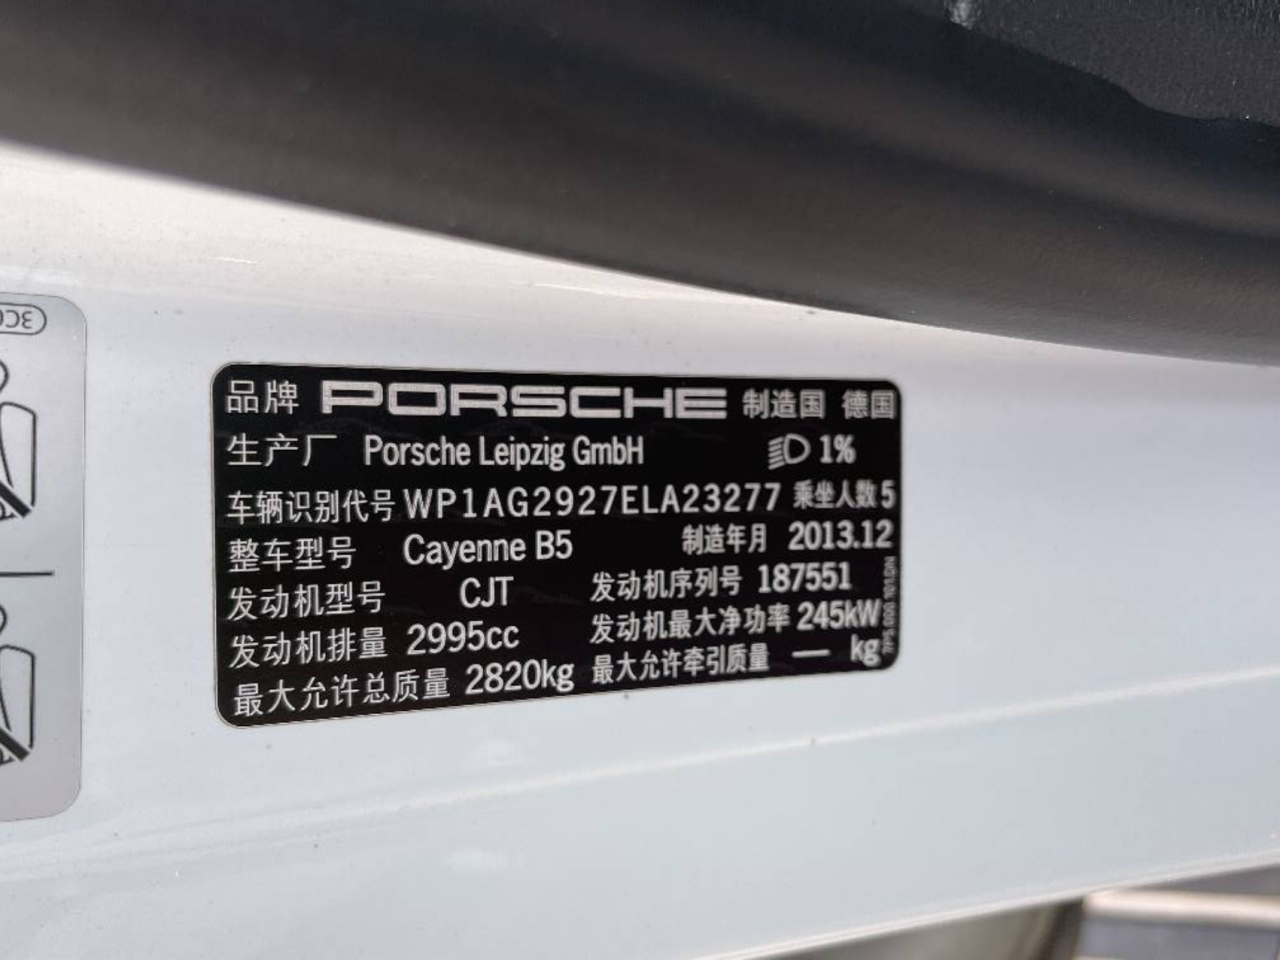 品牌 PORSCHE 制造国 德国
生产厂 Porsche Leipzig GmbH 1%
车辆识别代号 WP1AG2927ELA23277 乘坐人数 5
整车型号 Cayenne B5 制造年月 2013.12
发动机型号 CJT 发动机序列号 187551
发动机排量 2995cc 发动机最大净功率 245kW
最大允许总质量 2820kg 最大允许牵引质量 — kg